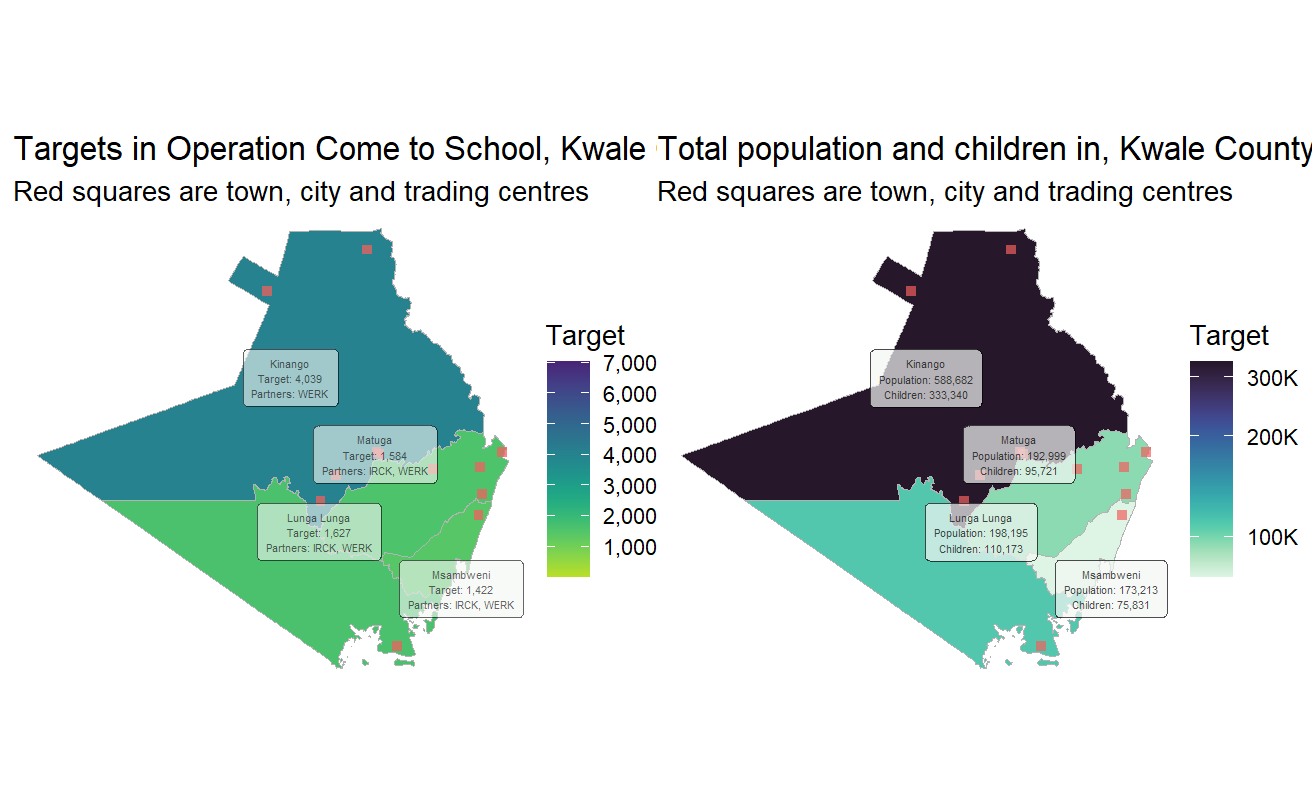 Targets in Operation Come to School, Kwale
Red squares are town, city and trading centres
Kinango
Target: 4,039
Partners: WERK
Matuga
Target: 1,584
Partners: IRCK, WERK
Lunga Lunga
Target: 1,627
Partners: IRCK, WERK
Msambweni
Target: 1,422
Partners: IRCK, WERK
Target
7,000
6,000
5,000
4,000
3,000
2,000
1,000
Total population and children in, Kwale County
Red squares are town, city and trading centres
Kinango
Population: 588,682
Children: 333,340
Matuga
Population: 192,999
Children: 95,721
Lunga Lunga
Population: 198,195
Children: 110,173
Msambweni
Population: 173,213
Children: 75,831
Target
300K
200K
100K